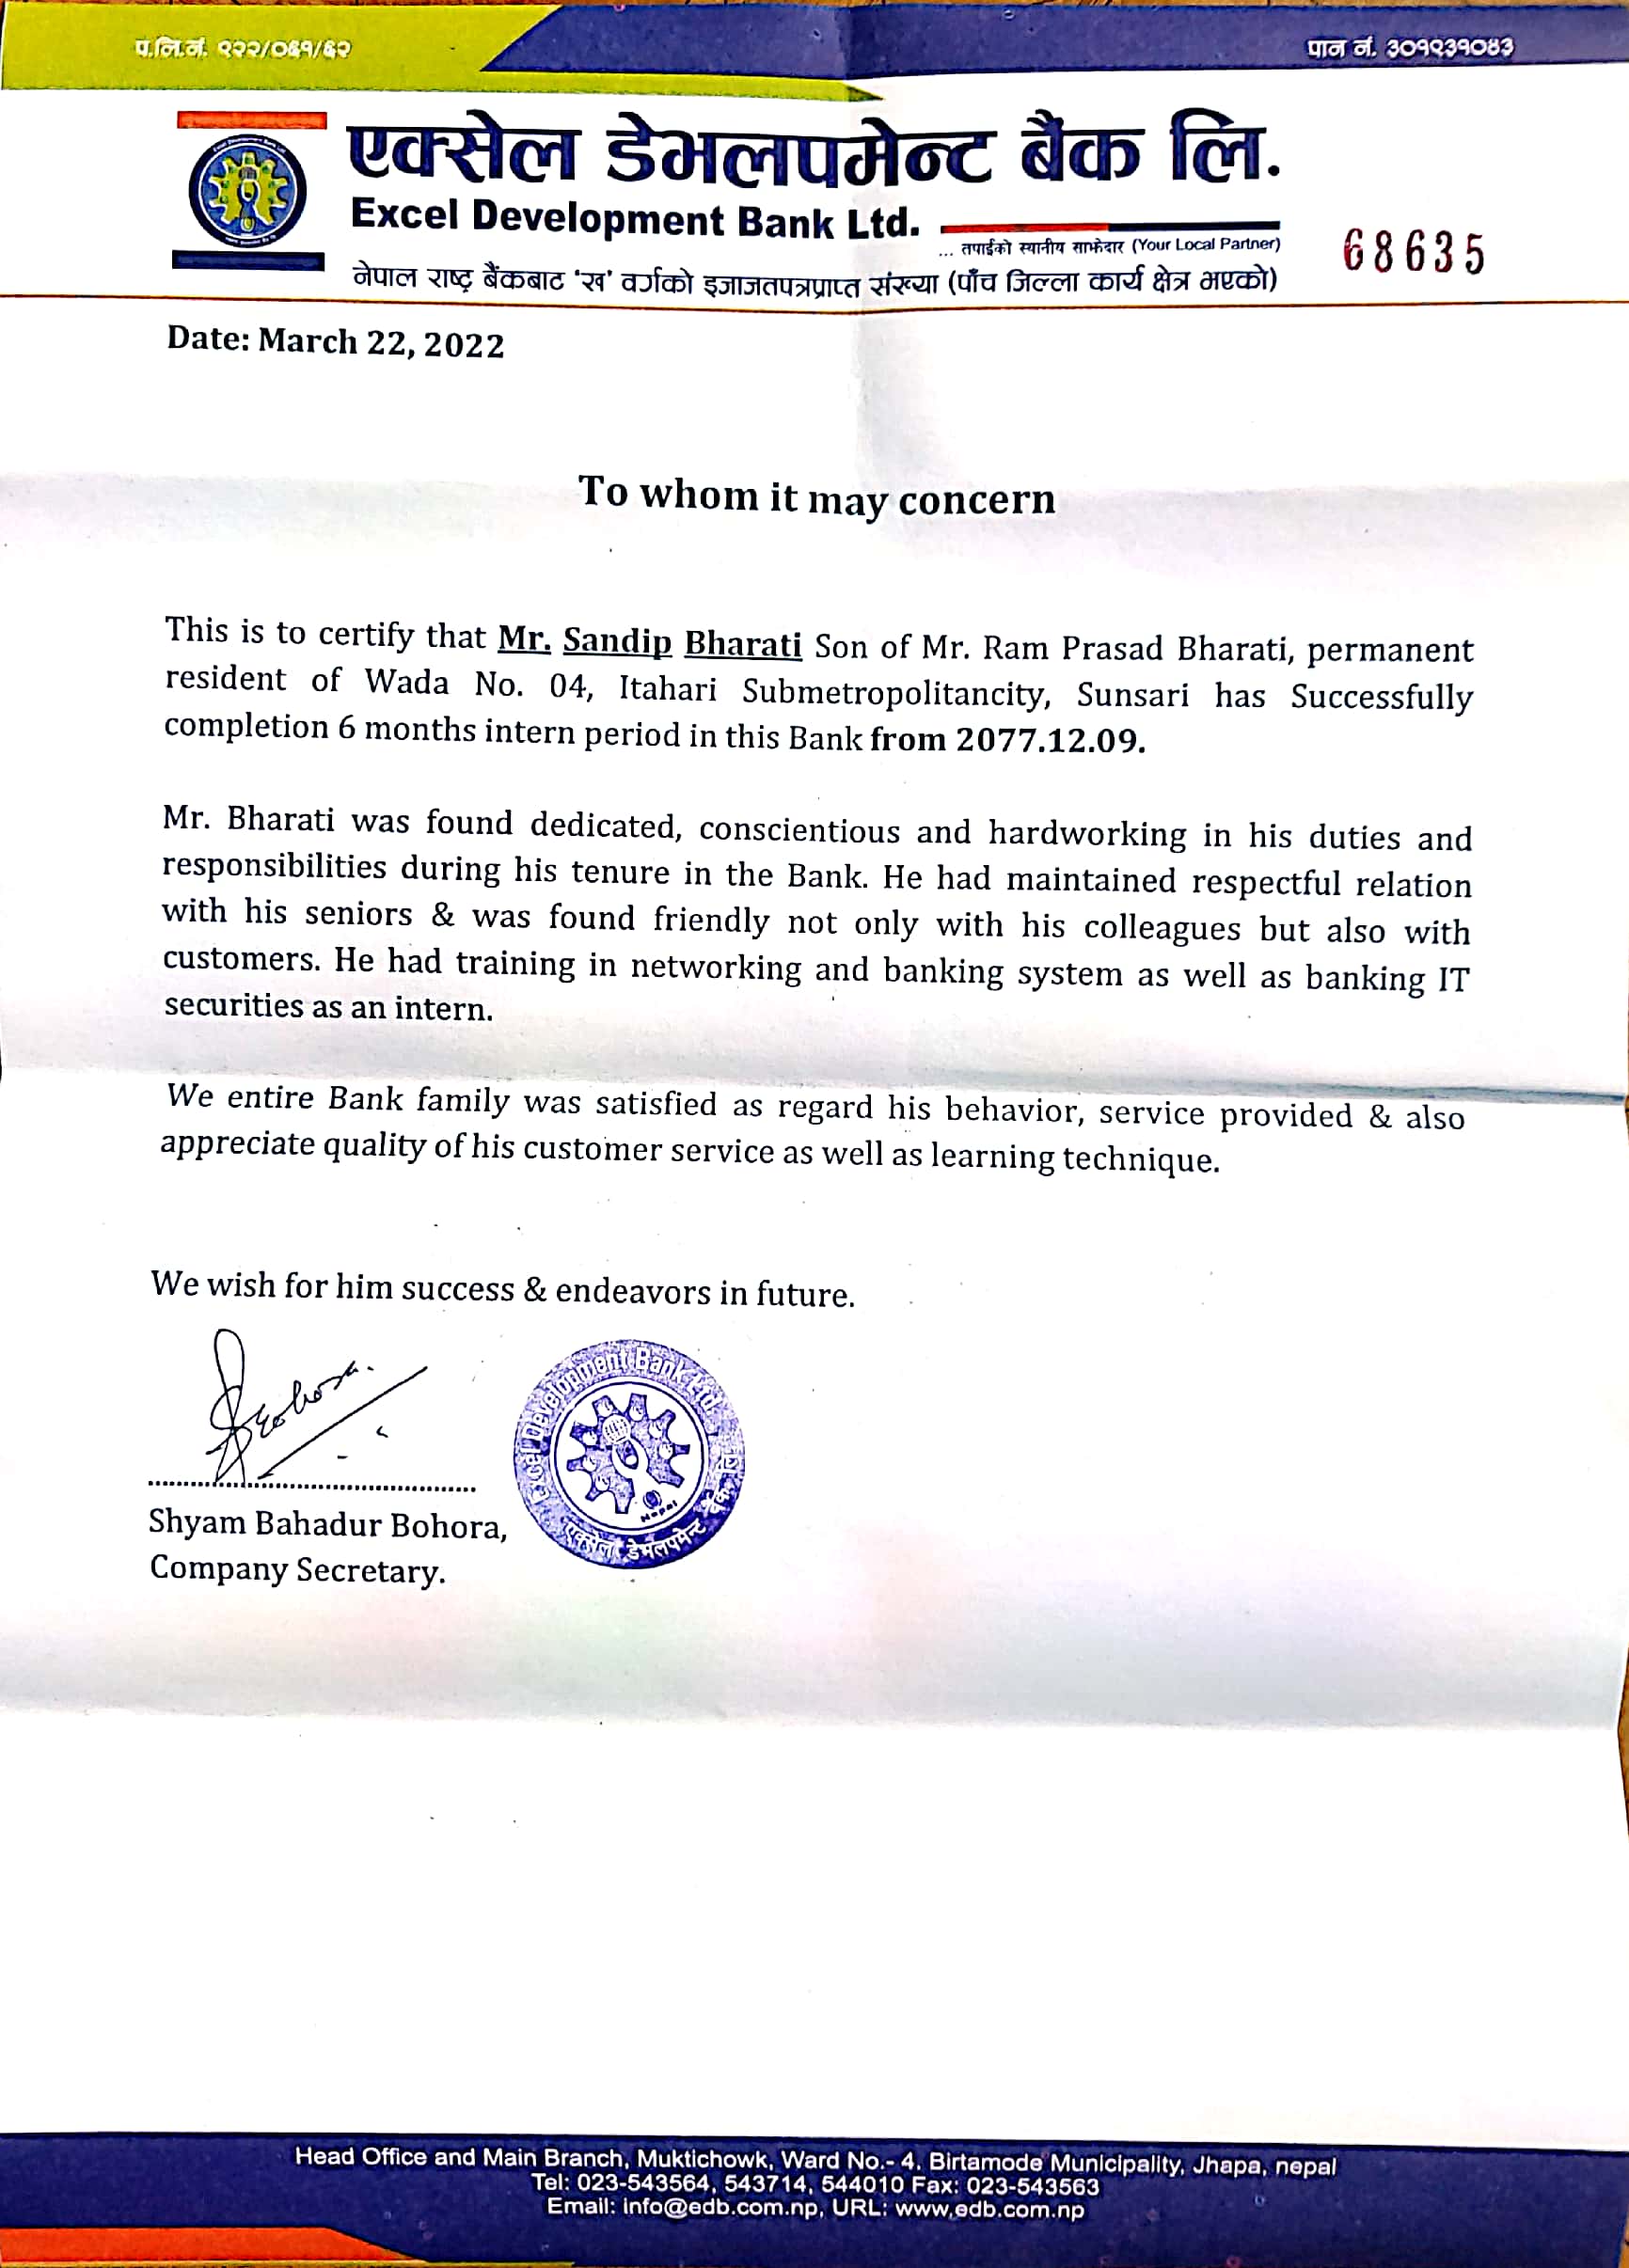 प.लि.नं. २२२/०६१/६२
पान नं. ३०१२३१०४३
एक्सेल डेभलपमेन्ट बैंक लि.
Excel Development Bank Ltd.
... तपाईको स्थानीय साझेदार (Your Local Partner)
68635
नेपाल राष्ट्र बैंकबाट 'ख' वर्गको इजाजतपत्रप्राप्त संस्था (पाँच जिल्ला कार्य क्षेत्र भएको)
Date: March 22, 2022
To whom it may concern
This is to certify that Mr. Sandip Bharati Son of Mr. Ram Prasad Bharati, permanent
resident of Wada No. 04, Itahari Submetropolitancity, Sunsari has Successfully
completion 6 months intern period in this Bank from 2077.12.09.
Mr. Bharati was found dedicated, conscientious and hardworking in his duties and
responsibilities during his tenure in the Bank. He had maintained respectful relation
with his seniors & was found friendly not only with his colleagues but also with
customers. He had training in networking and banking system as well as banking IT
securities as an intern.
We entire Bank family was satisfied as regard his behavior, service provided & also
appreciate quality of his customer service as well as learning technique.
We wish for him success & endeavors in future.
Excel Development Bank Ltd.
Nepal
एक्सेल डेभलपमेन्ट बैंक लि.
Shyam Bahadur Bohora,
Company Secretary.
Head Office and Main Branch, Muktichowk, Ward No.- 4, Birtamode Municipality, Jhapa, nepal
Tel: 023-543564, 543714, 544010 Fax: 023-543563
Email: info@edb.com.np, URL: www.edb.com.np